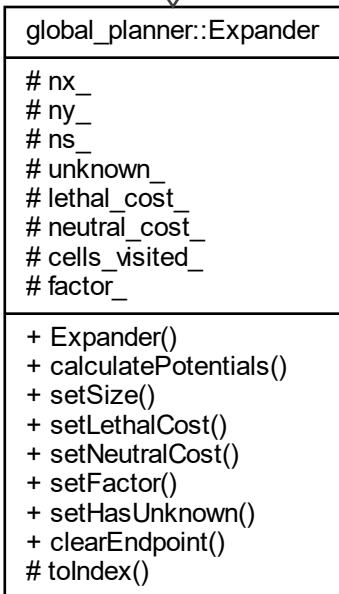 global_planner::Expander
# nx_
# ny_
# ns_
# unknown_
# lethal_cost_
# neutral_cost_
# cells_visited_
# factor_
+ Expander()
+ calculatePotentials()
+ setSize()
+ setLethalCost()
+ setNeutralCost()
+ setFactor()
+ setHasUnknown()
+ clearEndpoint()
# toIndex()